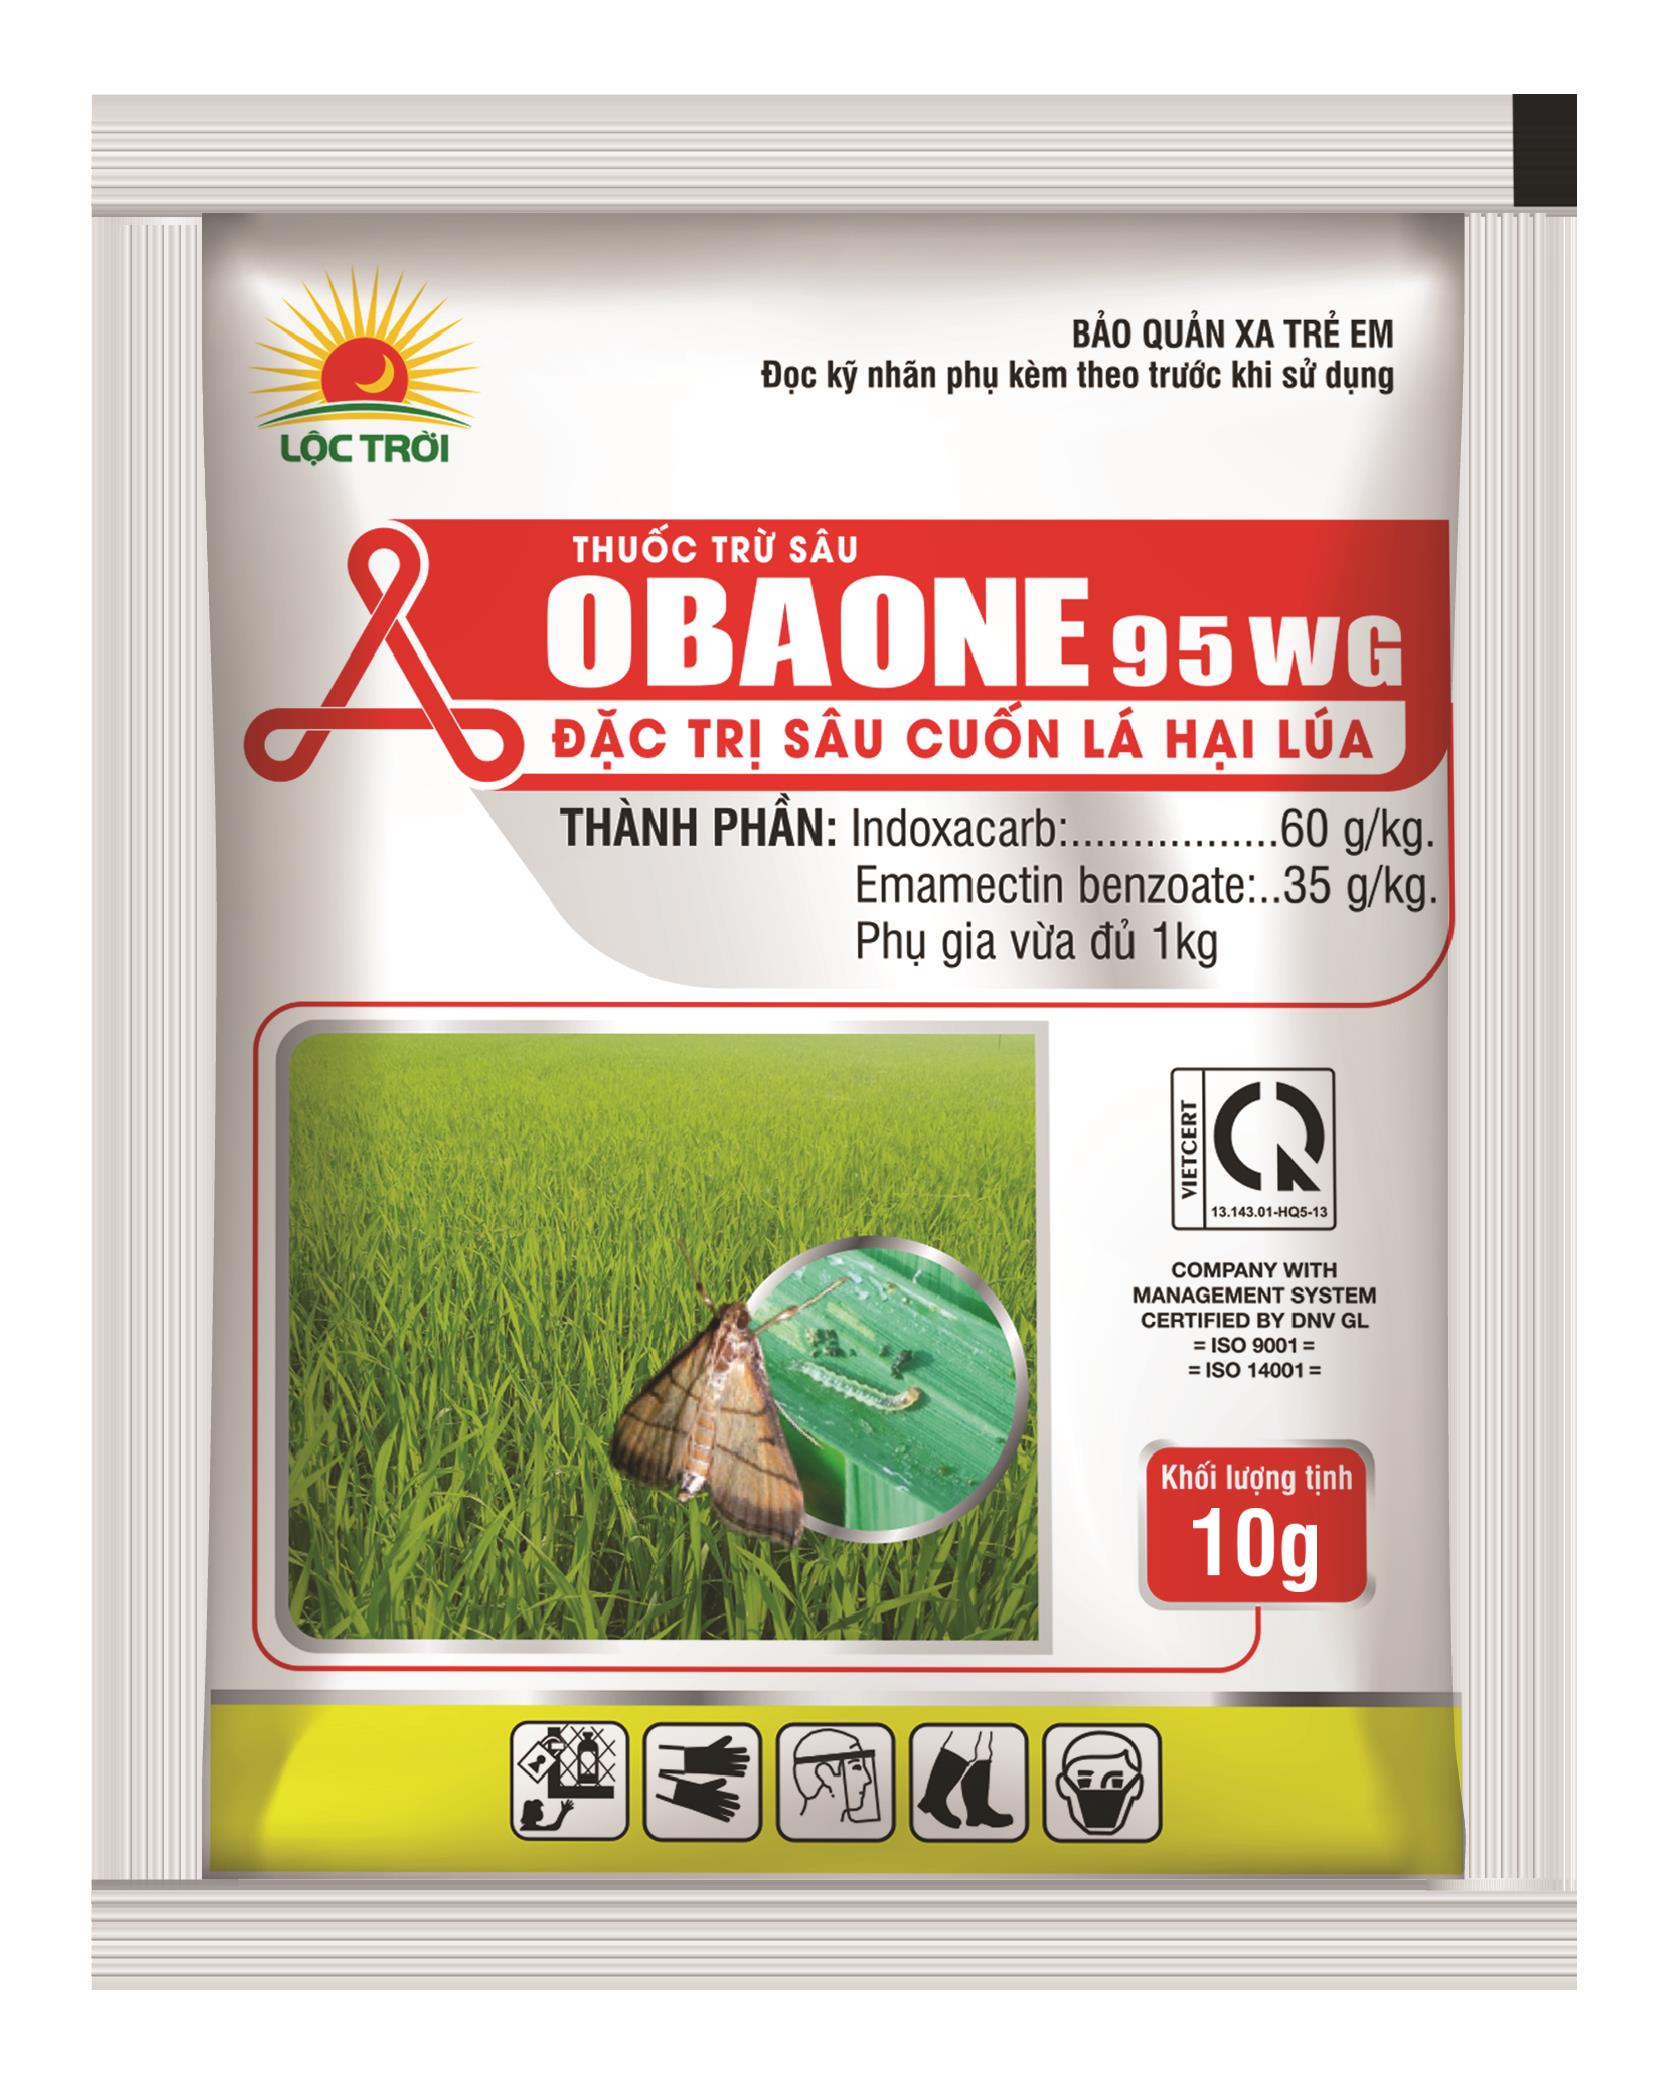 LỘC TRỜI
BẢO QUẢN XA TRẺ EM
Đọc kỹ nhãn phụ kèm theo trước khi sử dụng
THUỐC TRỪ SÂU
OBAONE 95 WG
ĐẶC TRỊ SÂU CUỐN LÁ HẠI LÚA
THÀNH PHẦN: Indoxacarb:.................60 g/kg.
Emamectin benzoate:..35 g/kg.
Phụ gia vừa đủ 1kg
VIETCERT
13.143.01-HQ5-13
COMPANY WITH
MANAGEMENT SYSTEM
CERTIFIED BY DNV GL
= ISO 9001 =
= ISO 14001 =
Khối lượng tịnh
10g